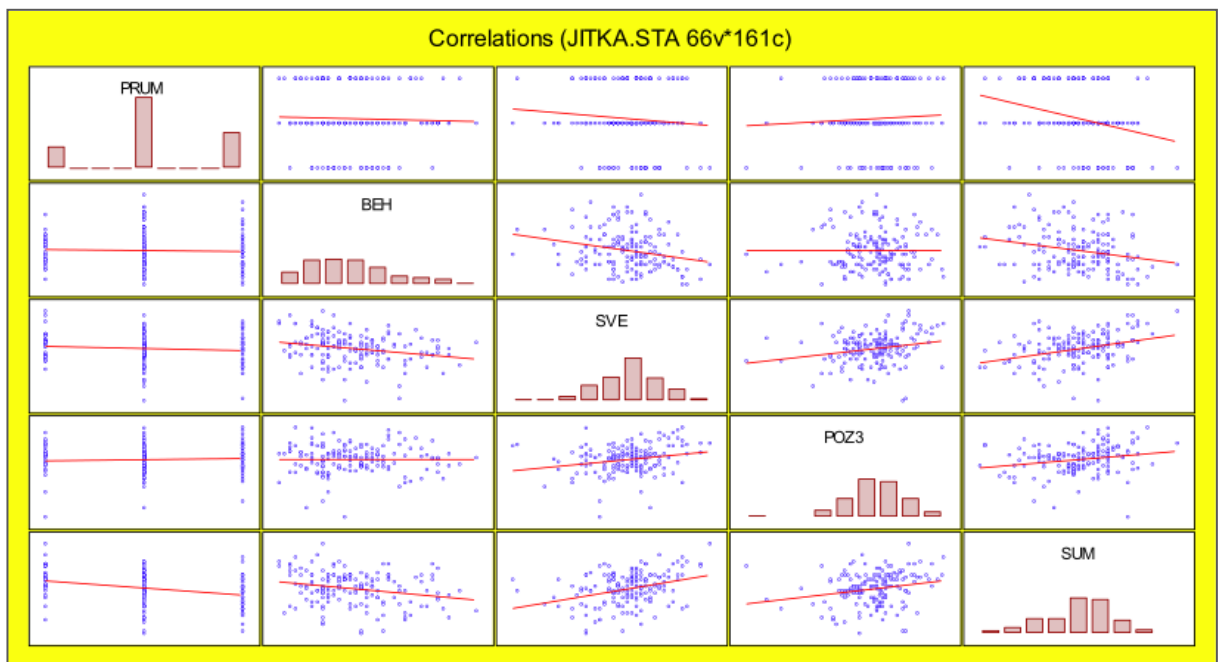 Correlations (JITKA.STA 66v*161c)
PRUM
BEH
SVE
POZ3
SUM